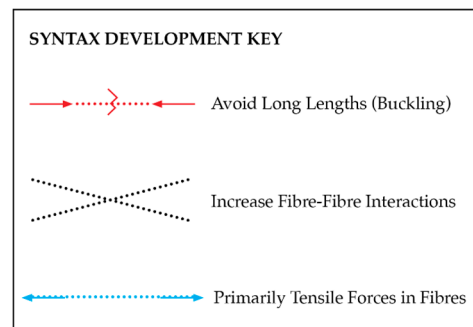 SYNTAX DEVELOPMENT KEY
Avoid Long Lengths (Buckling)
Increase Fibre-Fibre Interactions
Primarily Tensile Forces in Fibres